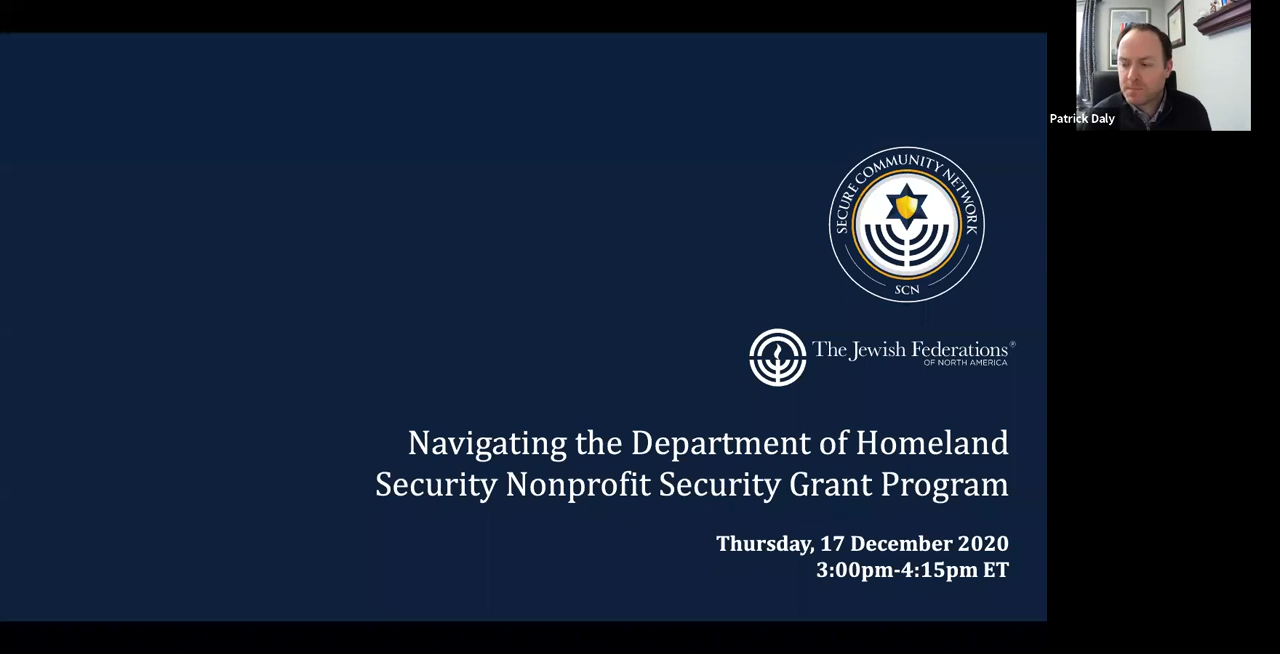 Patrick Daly
SECURE COMMUNITY NETWORK
SCN
The Jewish Federations®
OF NORTH AMERICA
Navigating the Department of Homeland
Security Nonprofit Security Grant Program
Thursday, 17 December 2020
3:00pm-4:15pm ET